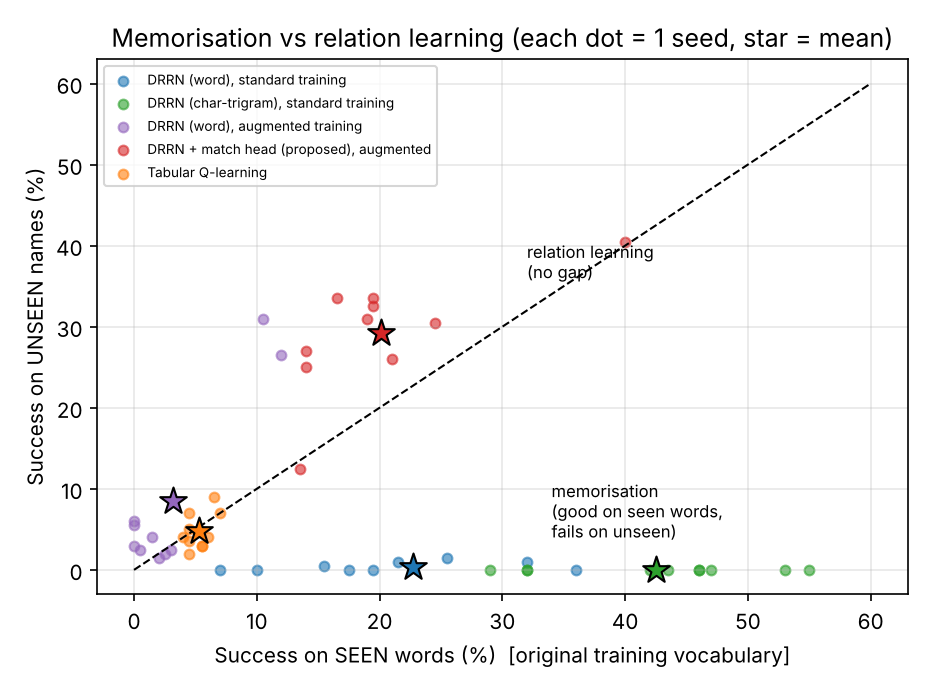 Memorisation vs relation learning (each dot = 1 seed, star = mean)
DRRN (word), standard training
DRRN (char-trigram), standard training
DRRN (word), augmented training
DRRN + match head (proposed), augmented
Tabular Q-learning
Success on UNSEEN names (%)
60
50
40
30
20
10
0
relation learning
(no gap)
memorisation
(good on seen words,
fails on unseen)
0 10 20 30 40 50 60
Success on SEEN words (%) [original training vocabulary]